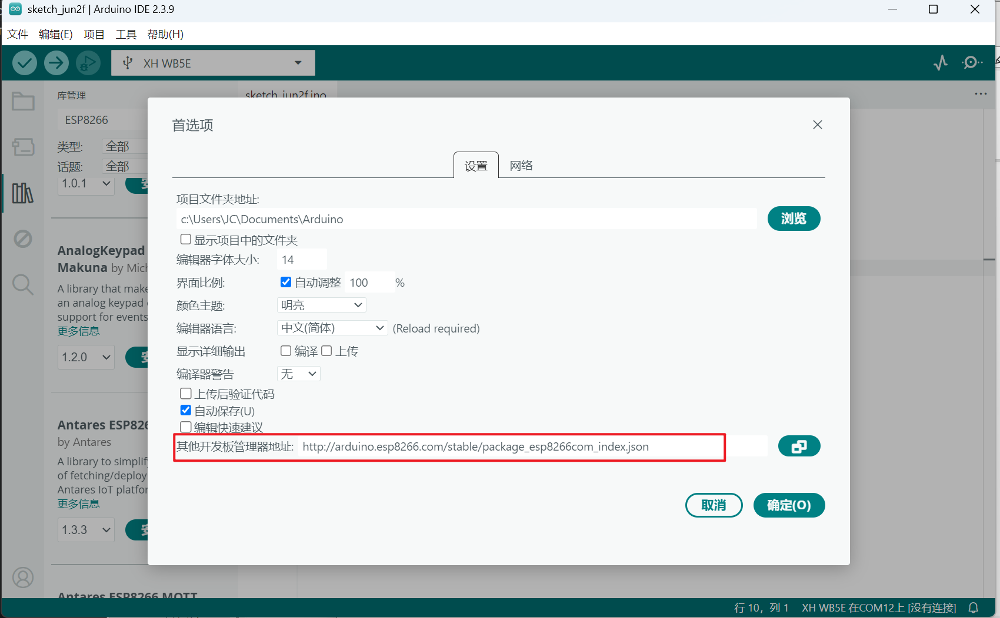 sketch_jun2f | Arduino IDE 2.3.9
文件 编辑(E) 项目 工具 帮助(H)
XH WB5E
库管理
sketch_jun2f.ino
ESP8266
类型: 全部
话题: 全部
1.0.1
AnalogKeypad
Makuna by Mich
A library that make
an analog keypad
support for events
更多信息
1.2.0
Antares ESP826
by Antares
A library to simplif
of fetching/deploy
Antares IoT platfor
更多信息
1.3.3
Antares ESP8266 MQTT
首选项
设置 网络
项目文件夹地址:
c:\Users\JC\Documents\Arduino
浏览
显示项目中的文件夹
编辑器字体大小: 14
界面比例: 自动调整 100 %
颜色主题: 明亮
编辑器语言: 中文(简体) (Reload required)
显示详细输出 编译 上传
编译器警告 无
上传后验证代码
自动保存(U)
编辑快速建议
其他开发板管理器地址: http://arduino.esp8266.com/stable/package_esp8266com_index.json
取消 确定(O)
行 10，列 1 XH WB5E 在COM12上 [没有连接]